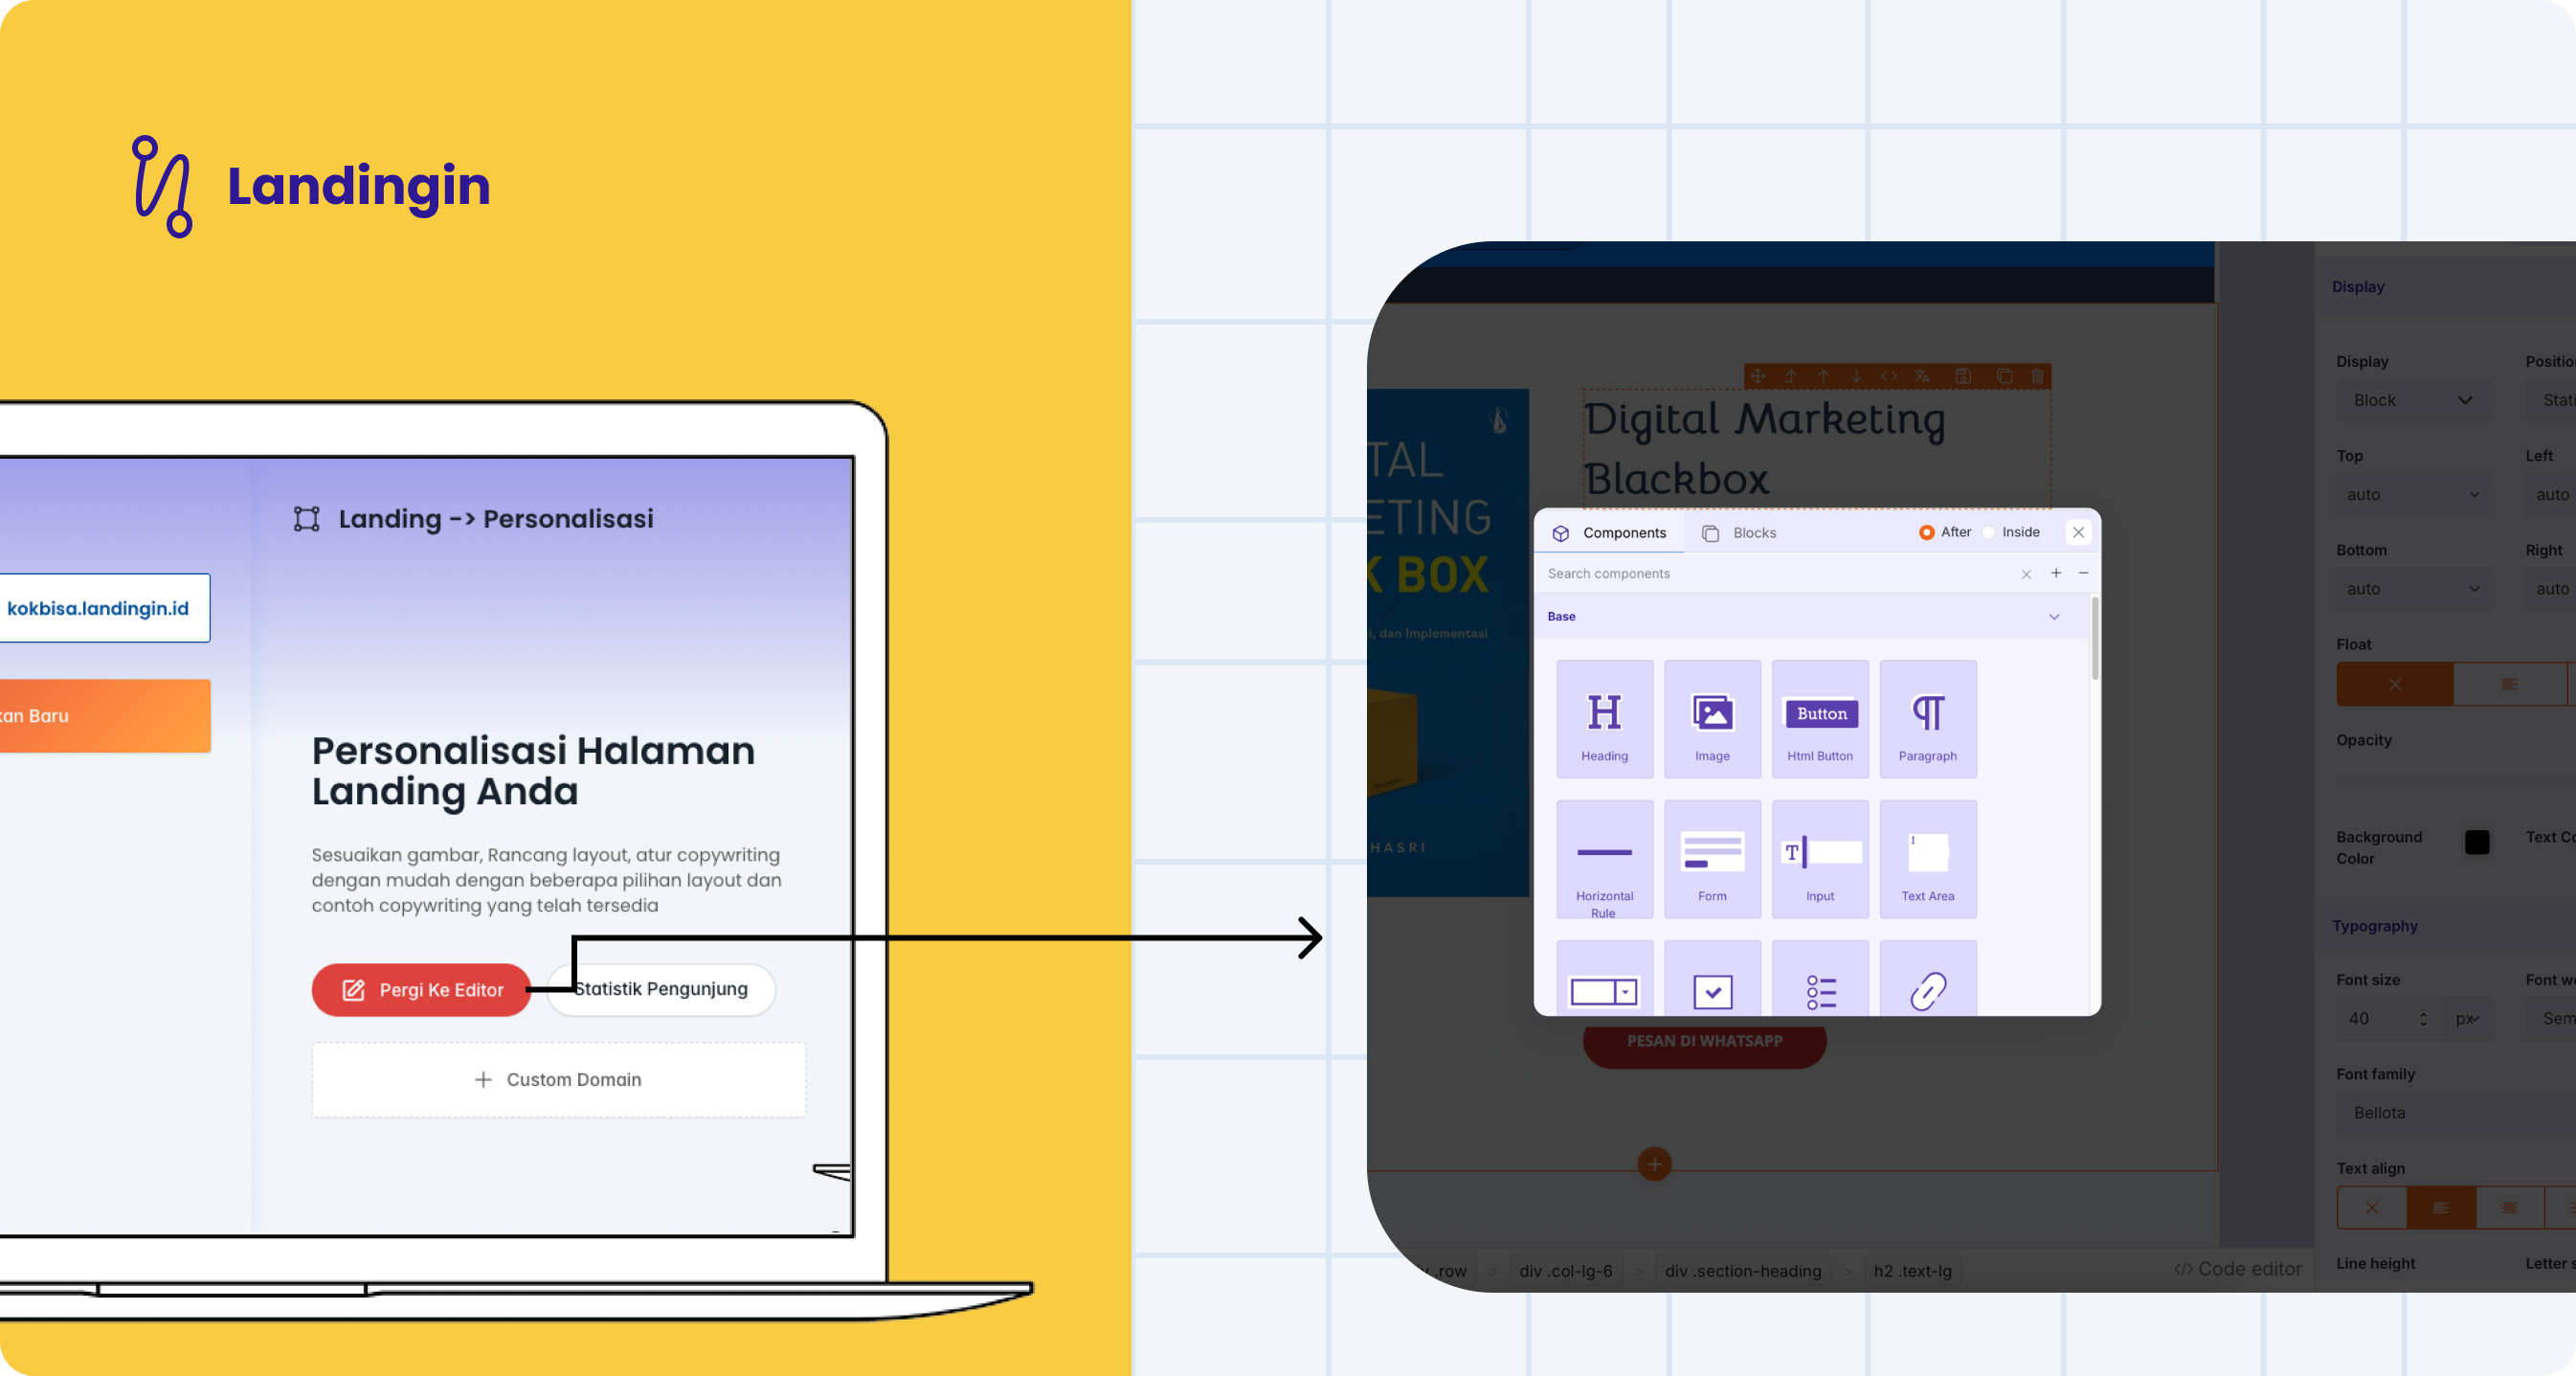 Landingin
Landing -> Personalisasi
kokbisa.landingin.id
kan Baru
Personalisasi Halaman
Landing Anda
Sesuaikan gambar, Rancang layout, atur copywriting
dengan mudah dengan beberapa pilihan layout dan
contoh copywriting yang telah tersedia
Pergi Ke Editor
Statistik Pengunjung
+ Custom Domain
Digital Marketing
Blackbox
TAL
ETING
K BOX
i, dan Implementasi
HASRI
Components
Blocks
After
Inside
Search components
Base
Heading
Image
Button
Html Button
Paragraph
Horizontal
Rule
Form
T
Input
I
Text Area
PESAN DI WHATSAPP
.row > div .col-lg-6 > div .section-heading > h2 .text-lg
</> Code editor
Display
Display
Positio
Block
Stati
Top
Left
auto
auto
Bottom
Right
auto
auto
Float
Opacity
Background
Color
Text Co
Typography
Font size
Font we
40
px
Sem
Font family
Bellota
Text align
Line height
Letter s